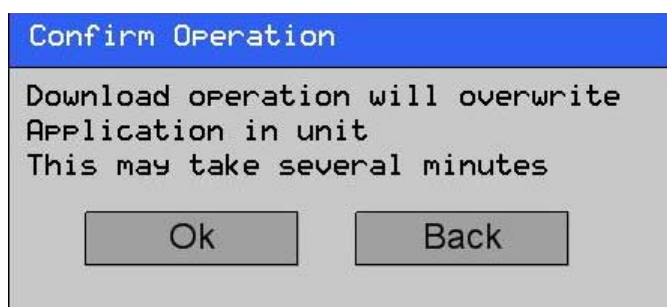 Confirm Operation
Download operation will overwrite
Application in unit
This may take several minutes
Ok
Back